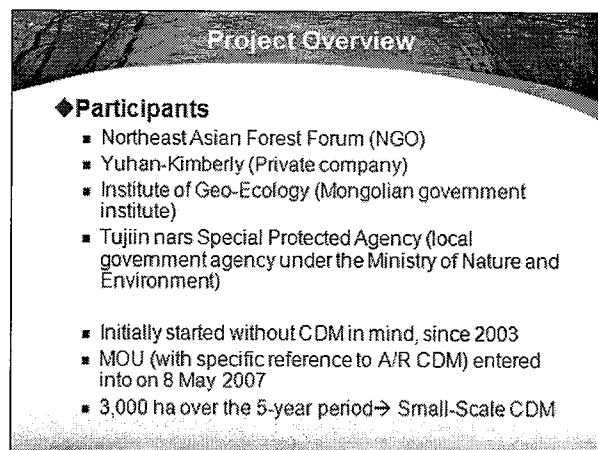 Project Overview
◆Participants
▪ Northeast Asian Forest Forum (NGO)
▪ Yuhan-Kimberly (Private company)
▪ Institute of Geo-Ecology (Mongolian government
institute)
▪ Tujiin nars Special Protected Agency (local
government agency under the Ministry of Nature and
Environment)
▪ Initially started without CDM in mind, since 2003
▪ MOU (with specific reference to A/R CDM) entered
into on 8 May 2007
▪ 3,000 ha over the 5-year period→ Small-Scale CDM